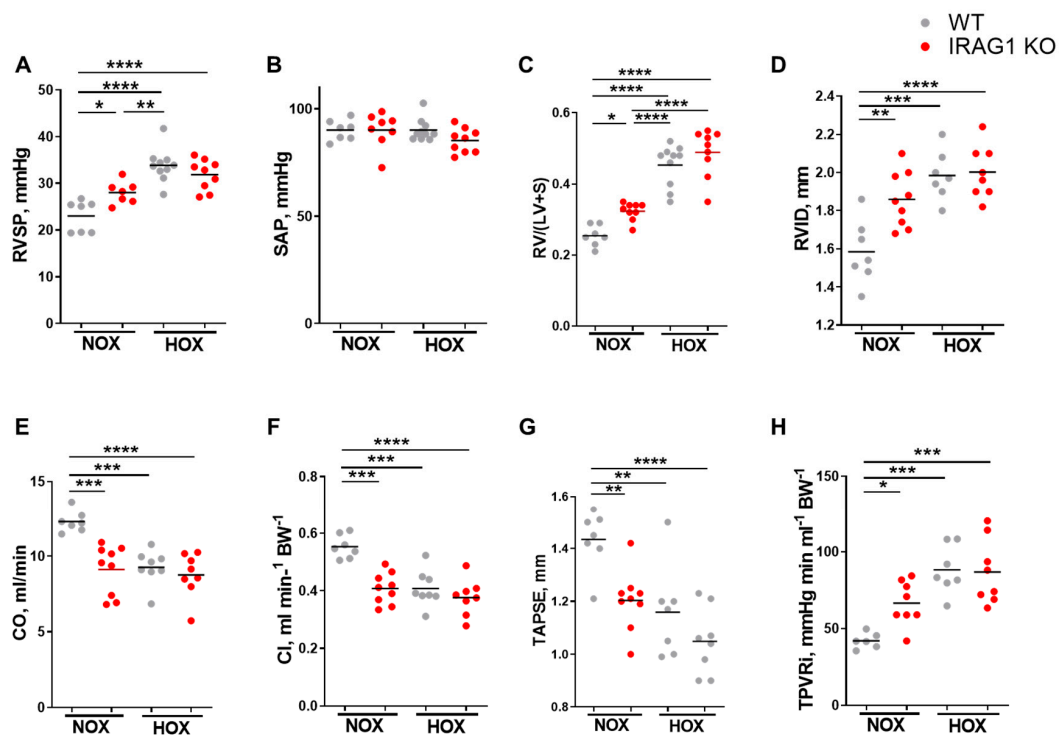 WT
IRAG1 KO
A
****
****
*
**
RVSP, mmHg
50
40
30
20
10
0
NOX
HOX
B
SAP, mmHg
100
50
0
NOX
HOX
C
****
****
****
*
****
RV/(LV+S)
0.6
0.4
0.2
0.0
NOX
HOX
D
****
***
**
RVID, mm
2.2
2.0
1.8
1.6
1.4
1.2
NOX
HOX
E
****
***
***
CO, ml/min
15
10
5
0
NOX
HOX
F
****
***
***
CI, ml min-¹ BW⁻¹
0.8
0.6
0.4
0.2
0.0
NOX
HOX
G
****
**
**
TAPSE, mm
1.6
1.4
1.2
1.0
0.8
NOX
HOX
H
***
***
*
TPVRi, mmHg min ml⁻¹ BW⁻¹
150
100
50
0
NOX
HOX